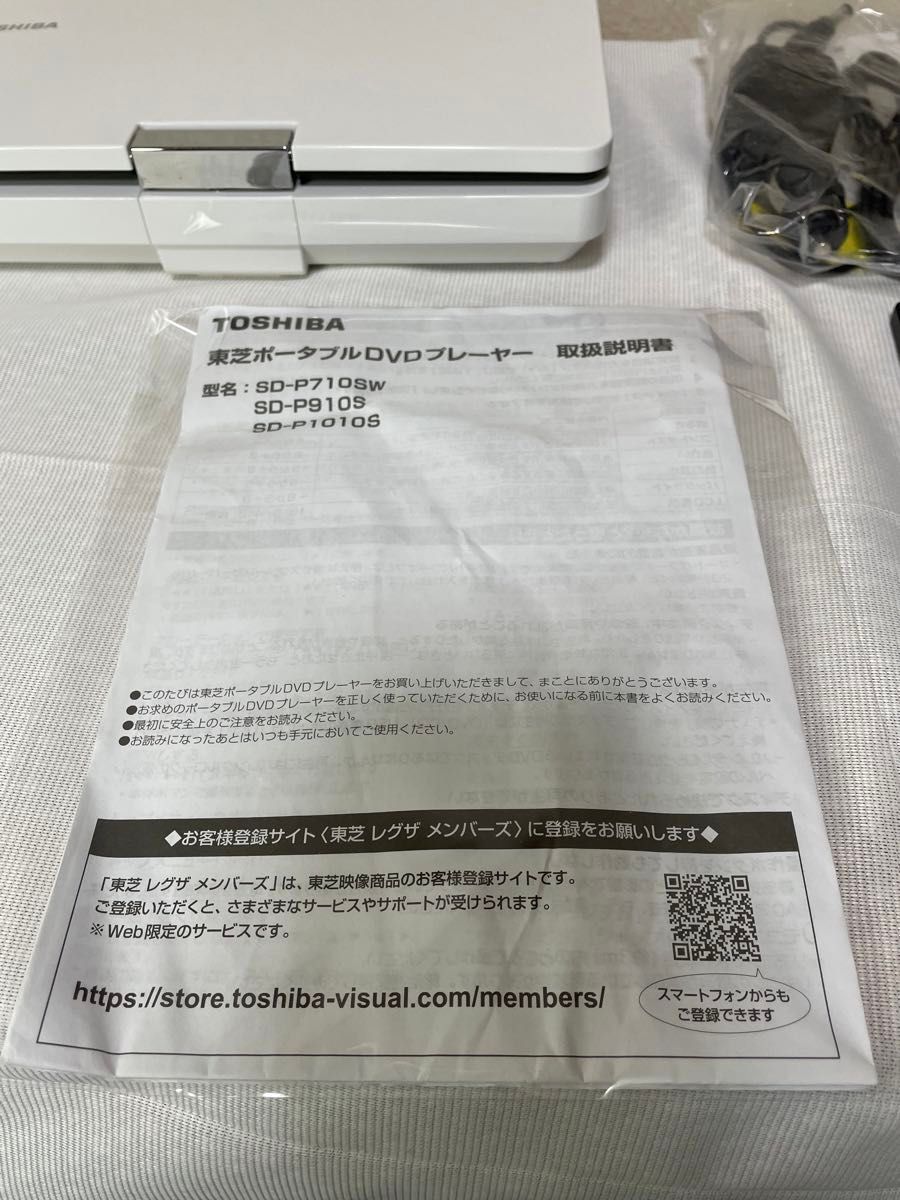 TOSHIBA
東芝ポータブルDVDプレーヤー 取扱説明書
型名：SD-P710SW
SD-P910S
SD-P1010S
●このたびは東芝ポータブルDVDプレーヤーをお買い上げいただきまして、まことにありがとうございます。
●お求めのポータブルDVDプレーヤーを正しく使っていただくために、お使いになる前に本書をよくお読みください。
●最初に安全上のご注意をお読みください。
●お読みになったあとはいつも手元においてご使用ください。
◆お客様登録サイト〈東芝 レグザ メンバーズ〉に登録をお願いします◆
「東芝 レグザ メンバーズ」は、東芝映像商品のお客様登録サイトです。
ご登録いただくと、さまざまなサービスやサポートが受けられます。
※Web限定のサービスです。
https://store.toshiba-visual.com/members/
スマートフォンからも
ご登録できます